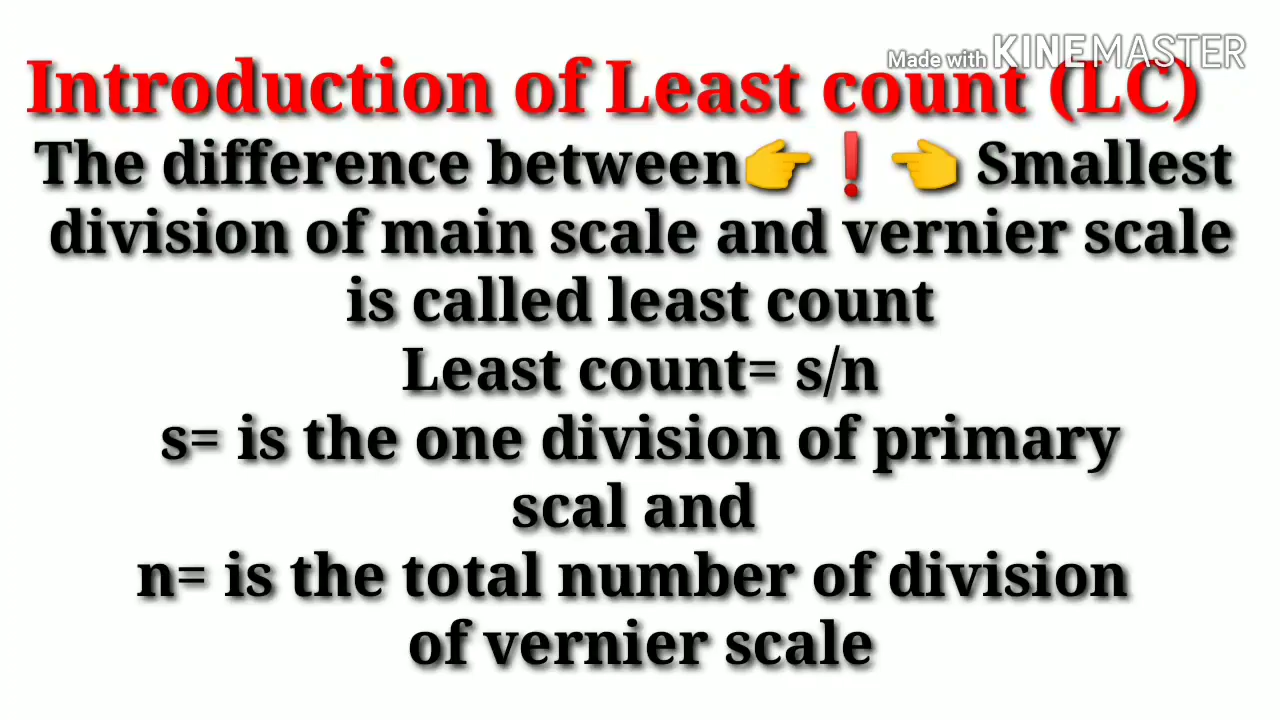 Made with KINEMASTER
Introduction of Least count (LC)
The difference between👉❗👈 Smallest
division of main scale and vernier scale
is called least count
Least count= s/n
s= is the one division of primary
scal and
n= is the total number of division
of vernier scale